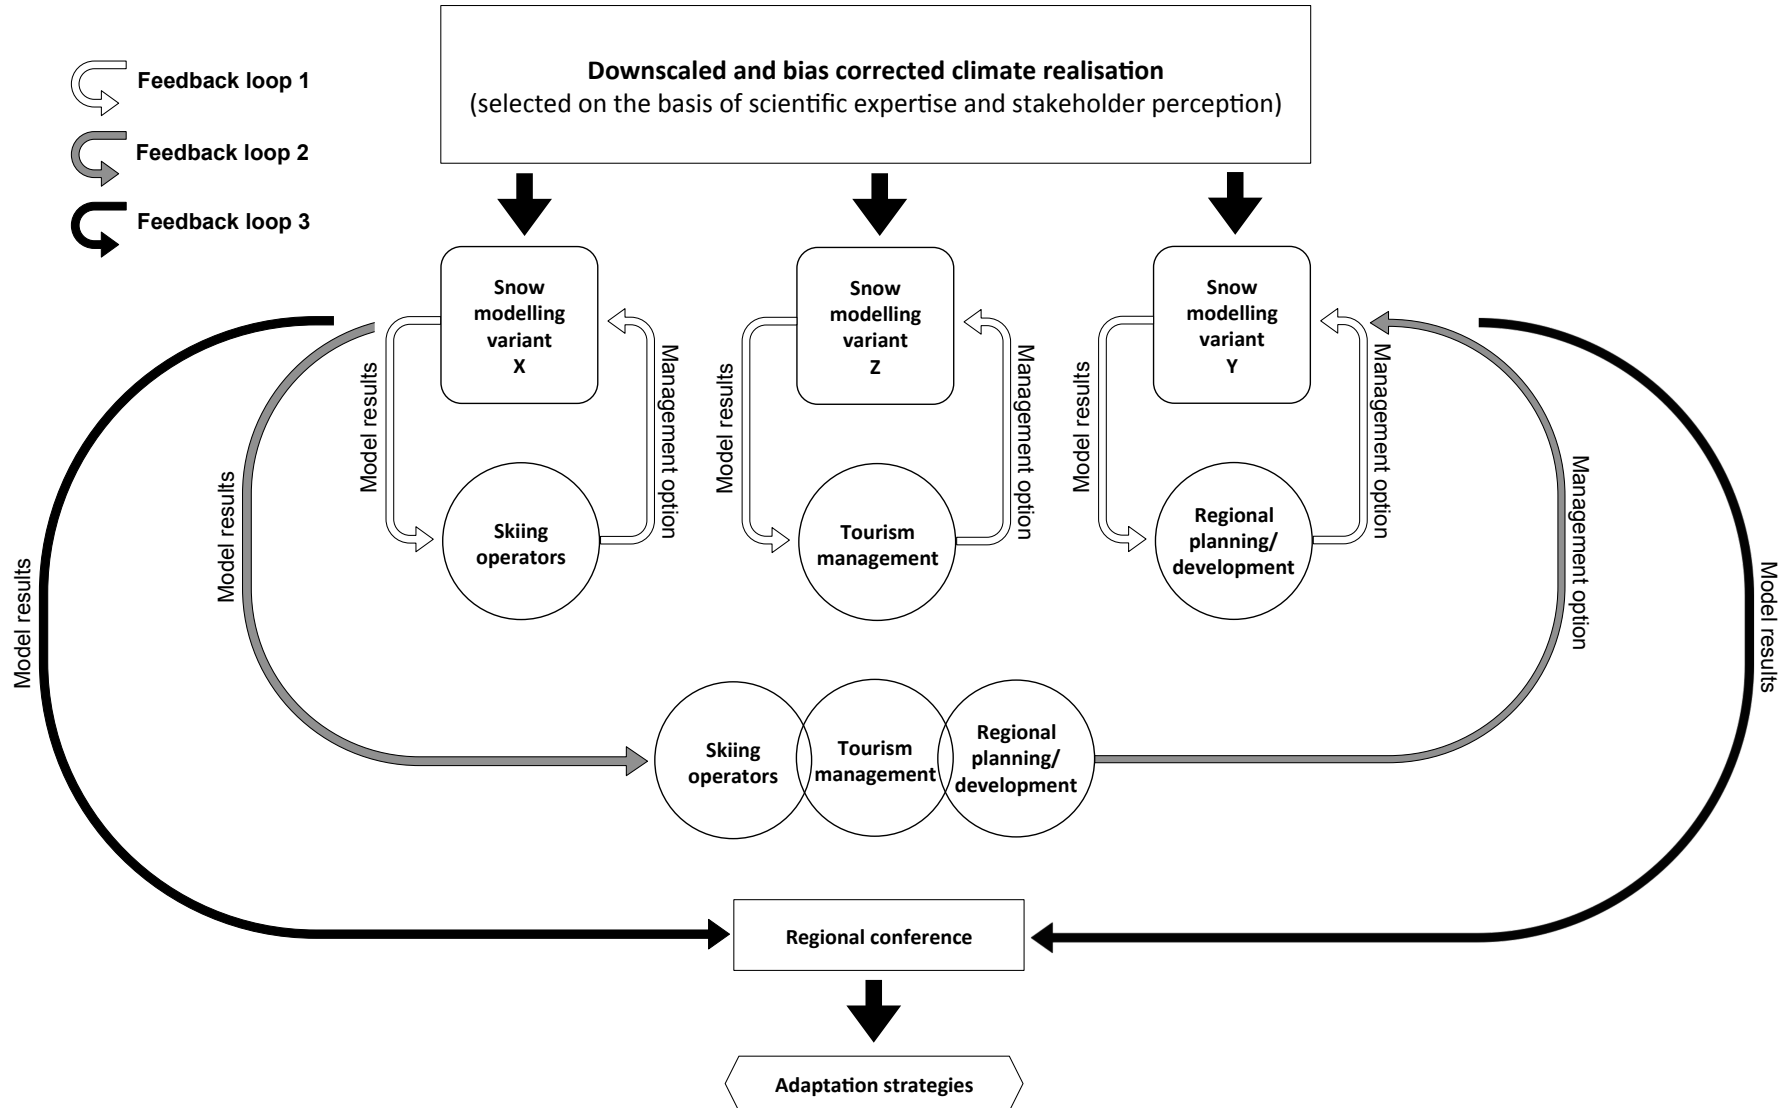 Downscaled and bias corrected climate realisation
(selected on the basis of scientific expertise and stakeholder perception)
Feedback loop 1
Feedback loop 2
Feedback loop 3
Snow
modelling
variant
X
Snow
modelling
variant
Z
Snow
modelling
variant
Y
Model results
Management option
Model results
Management option
Model results
Management option
Skiing
operators
Tourism
management
Regional
planning/
development
Model results
Model results
Management option
Model results
Skiing
operators
Tourism
management
Regional
planning/
development
Regional conference
Adaptation strategies